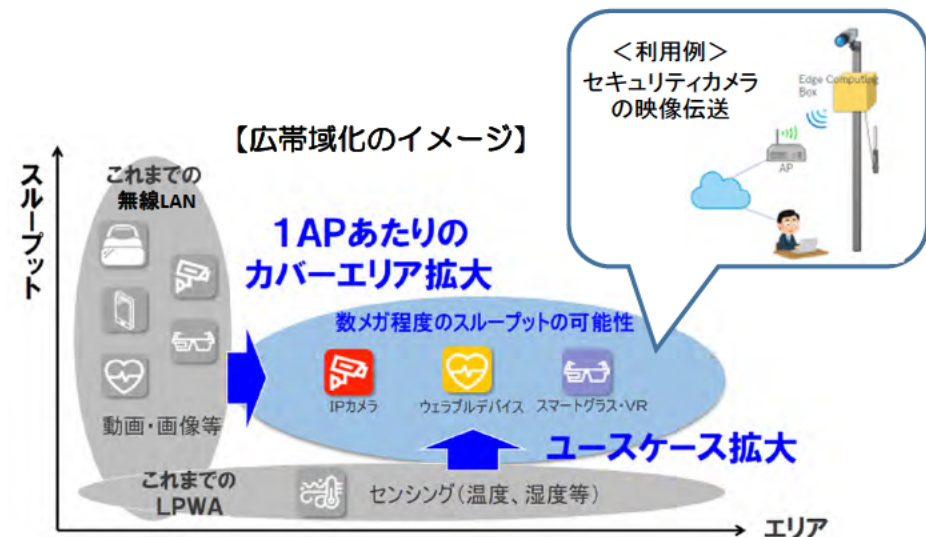 ＜利用例＞
セキュリティカメラ
の映像伝送
Edge Computing
Box
AP
【広帯域化のイメージ】
スループット
これまでの
無線LAN
動画・画像等
1APあたりの
カバーエリア拡大
数メガ程度のスループットの可能性
IPカメラ
ウェラブルデバイス
スマートグラス・VR
ユースケース拡大
これまでの
LPWA
センシング(温度、湿度等)
エリア